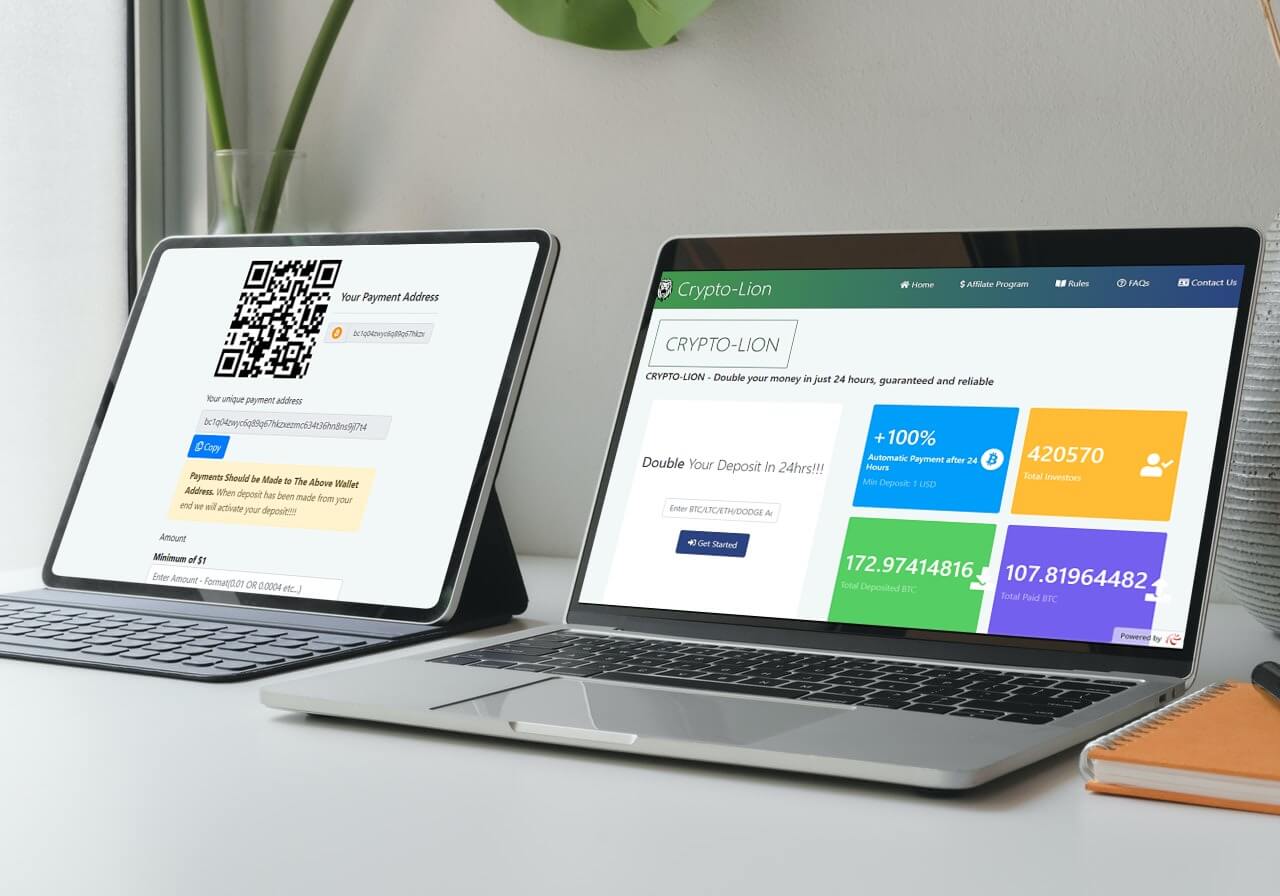 Your Payment Address
bc1q04zwyc6q89q67hkzx
Your unique payment address
bc1q04zwyc6q89q67hkzxezmc634t36hn8ns9jl7t4
Copy
Payments Should be Made to The Above Wallet
Address. When deposit has been made from your
end we will activate your deposit!!!!
Amount
Minimum of $1
Enter Amount - Format(0.01 OR 0.0004 etc...)
Crypto-Lion
Home
Affilate Program
Rules
FAQs
Contact Us
CRYPTO-LION
CRYPTO-LION - Double your money in just 24 hours, guaranteed and reliable
Double Your Deposit In 24hrs!!!
Enter BTC/LTC/ETH/DODGE Ad
Get Started
+100%
Automatic Payment after 24
Hours
Min Deposit: 1 USD
420570
Total Investors
172.97414816
Total Deposited BTC
107.81964482
Total Paid BTC
Powered by